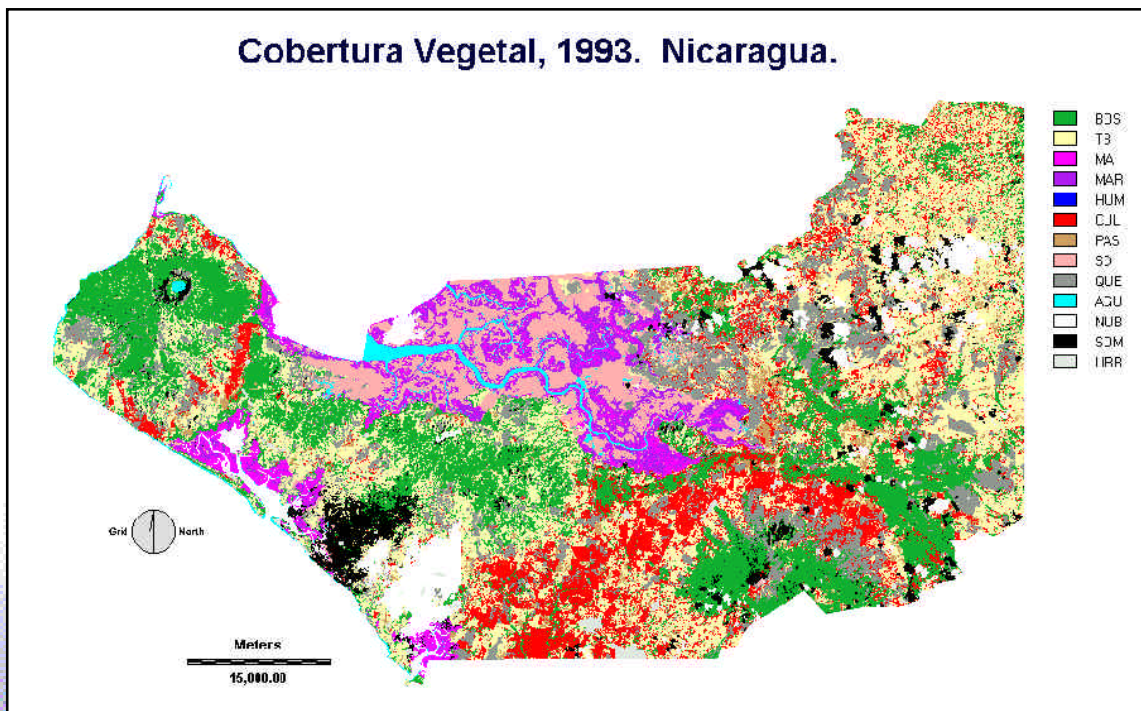 Cobertura Vegetal, 1993. Nicaragua.
BOS
TB
MA
MAR
HUM
CUL
PAS
SO
QUE
AGU
NUB
SOM
URB
Grid North
Meters
15,000.00